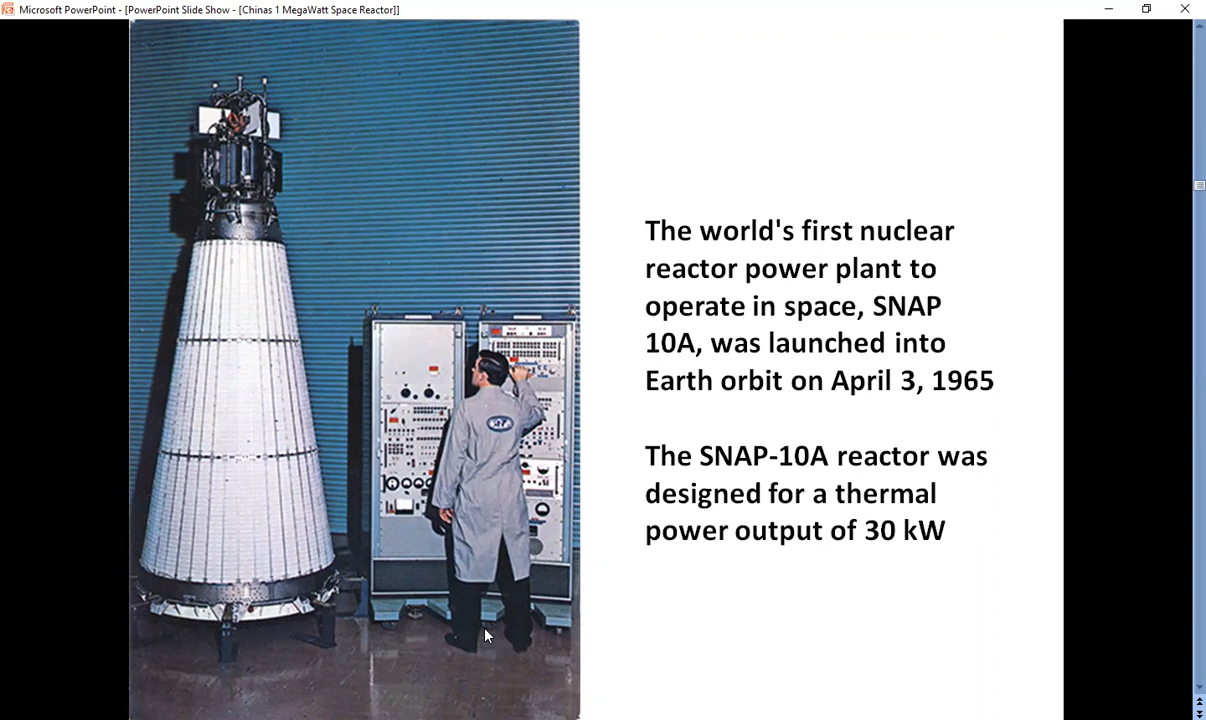 Microsoft PowerPoint - [PowerPoint Slide Show - [Chinas 1 MegaWatt Space Reactor]]
The world's first nuclear
reactor power plant to
operate in space, SNAP
10A, was launched into
Earth orbit on April 3, 1965
The SNAP-10A reactor was
designed for a thermal
power output of 30 kW